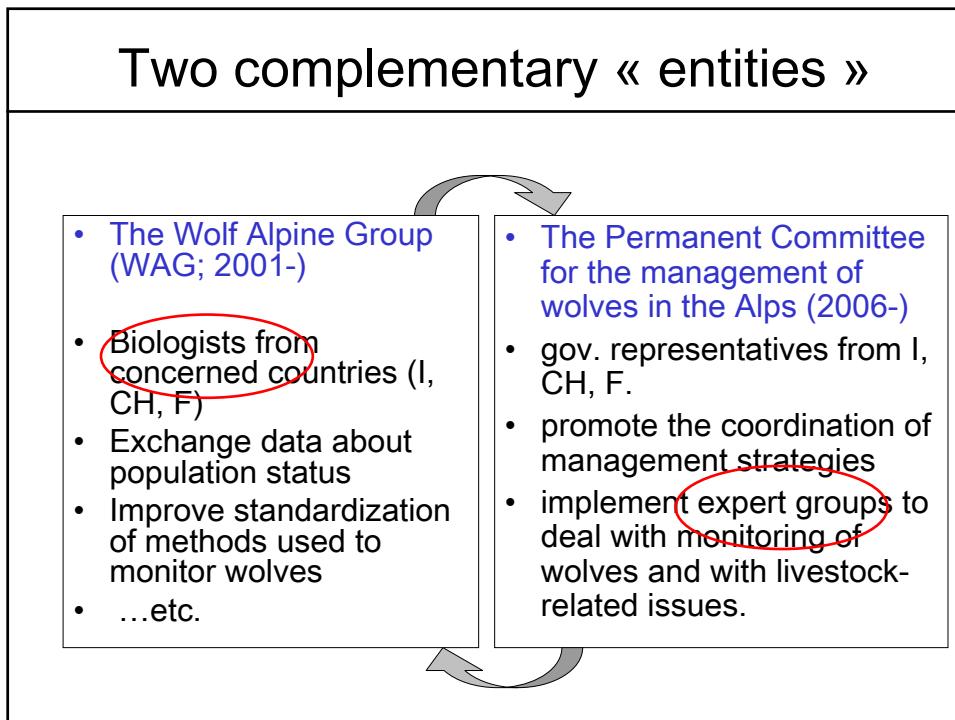 Two complementary « entities »
• The Wolf Alpine Group
(WAG; 2001-)
• Biologists from
concerned countries (I,
CH, F)
• Exchange data about
population status
• Improve standardization
of methods used to
monitor wolves
• …etc.
• The Permanent Committee
for the management of
wolves in the Alps (2006-)
• gov. representatives from I,
CH, F.
• promote the coordination of
management strategies
• implement expert groups to
deal with monitoring of
wolves and with livestock-
related issues.